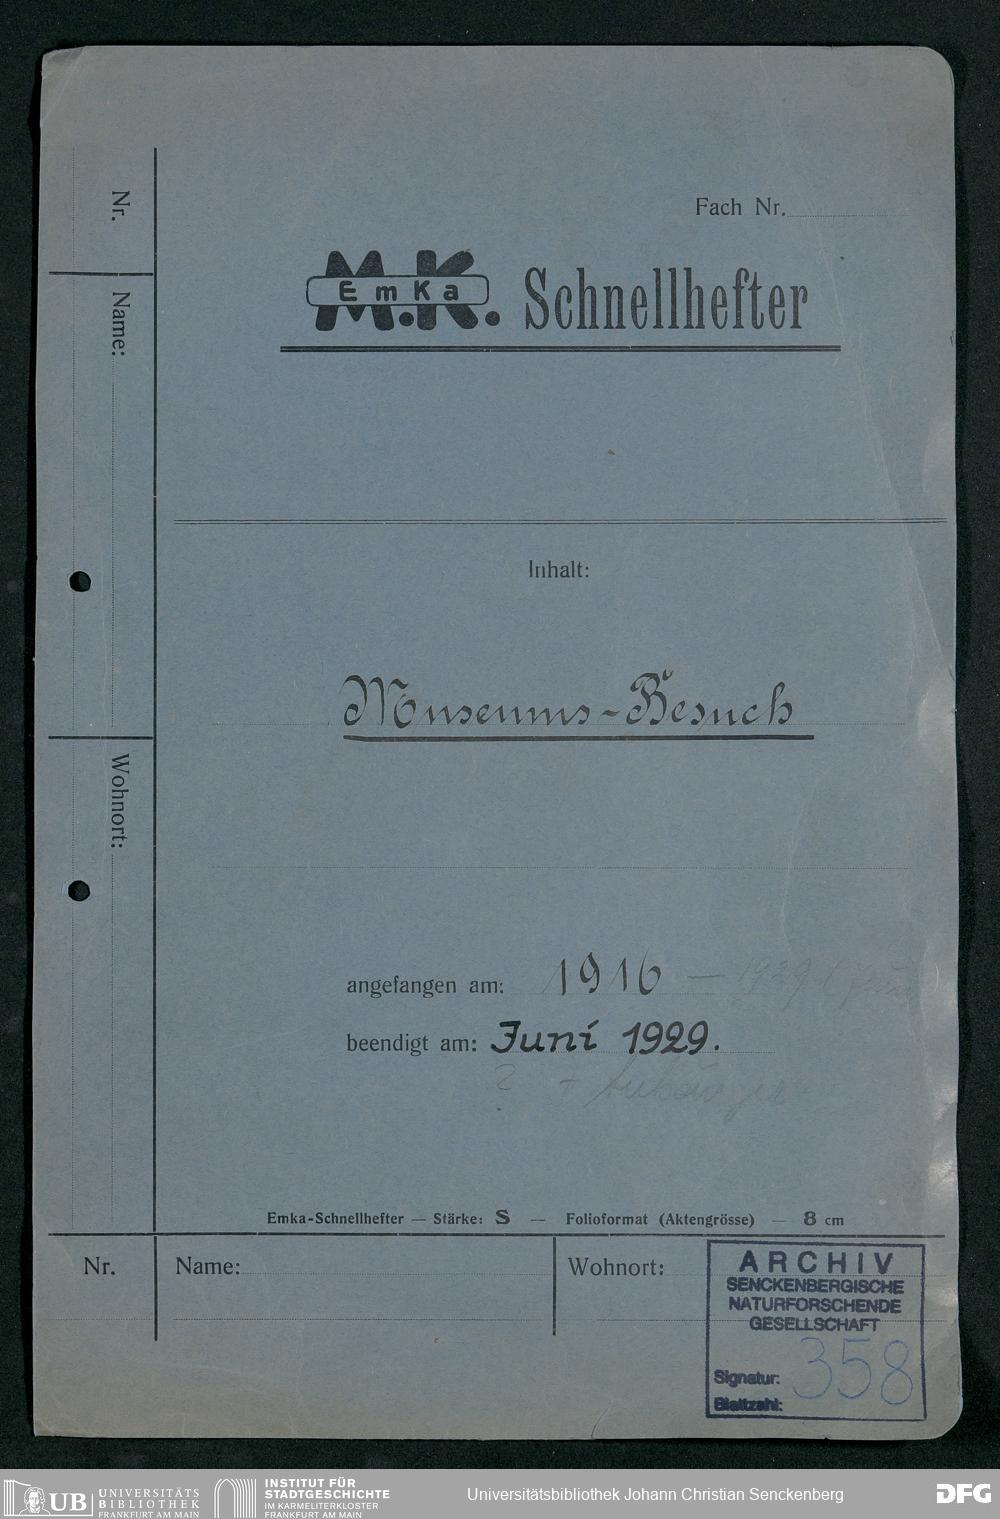 Nr.
Name:
Wohnort:
Fach Nr.
M.K.
EmKa
Schnellhefter
Inhalt:
Museums-Besuch
angefangen am: 1916 — 1929
beendigt am: Juni 1929.
Emka-Schnellhefter — Stärke: S — Folioformat (Aktengrösse) — 8 cm
Nr.
Name:
Wohnort:
ARCHIV
SENCKENBERGISCHE
NATURFORSCHENDE
GESELLSCHAFT
Signatur: 358
Blattzahl:
UB
UNIVERSITÄTS
BIBLIOTHEK
FRANKFURT AM MAIN
INSTITUT FÜR
STADTGESCHICHTE
IM KARMELITERKLOSTER
FRANKFURT AM MAIN
Universitätsbibliothek Johann Christian Senckenberg
DFG